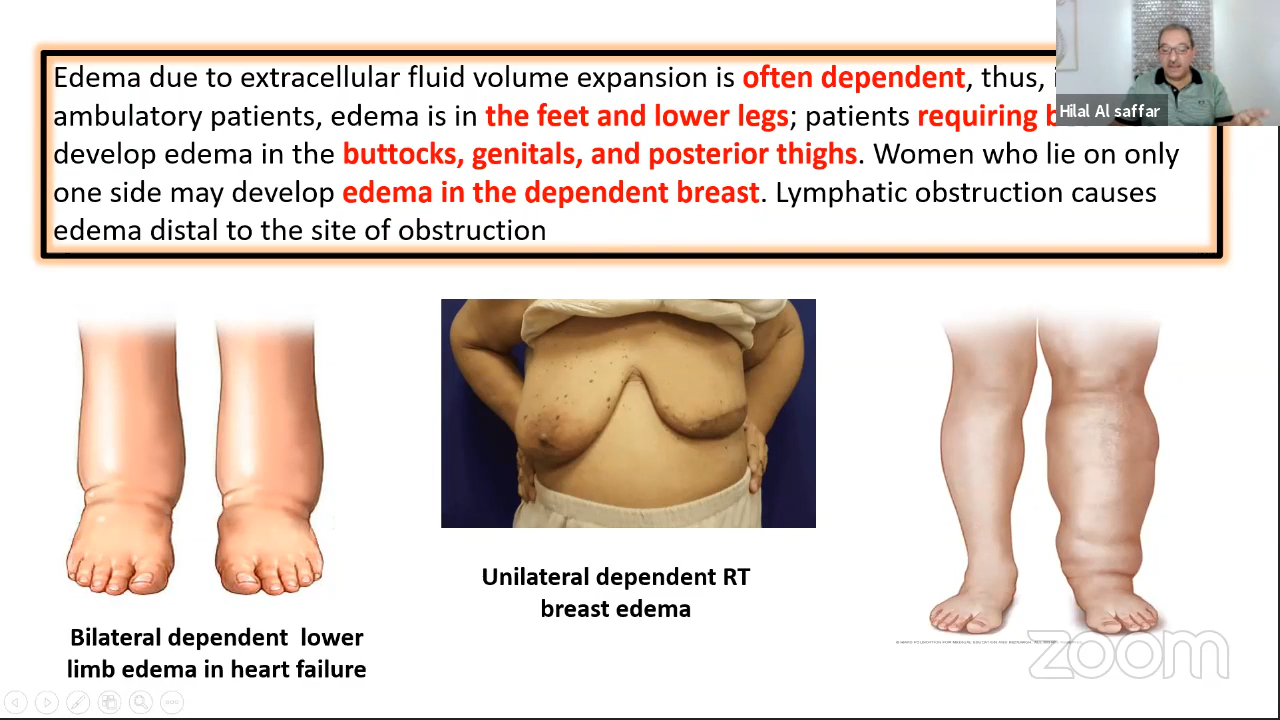 Edema due to extracellular fluid volume expansion is often dependent, thus,
ambulatory patients, edema is in the feet and lower legs; patients requiring
develop edema in the buttocks, genitals, and posterior thighs. Women who lie on only
one side may develop edema in the dependent breast. Lymphatic obstruction causes
edema distal to the site of obstruction
Hilal Al saffar
Unilateral dependent RT
breast edema
Bilateral dependent lower
limb edema in heart failure
zoom